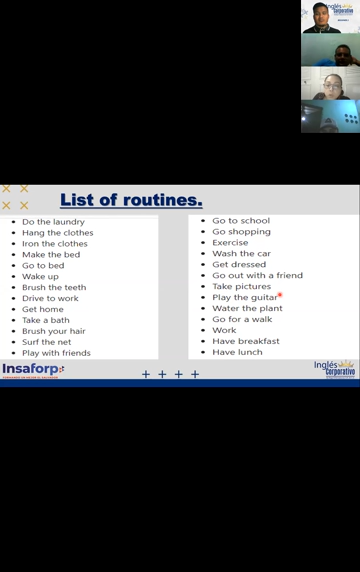 Inglés
Corporativo
List of routines.
Do the laundry
Hang the clothes
Iron the clothes
Make the bed
Go to bed
Wake up
Brush the teeth
Drive to work
Get home
Take a bath
Brush your hair
Surf the net
Play with friends
Go to school
Go shopping
Exercise
Wash the car
Get dressed
Go out with a friend
Take pictures
Play the guitar
Water the plant
Go for a walk
Work
Have breakfast
Have lunch
Insaforp
Inglés
Corporativo